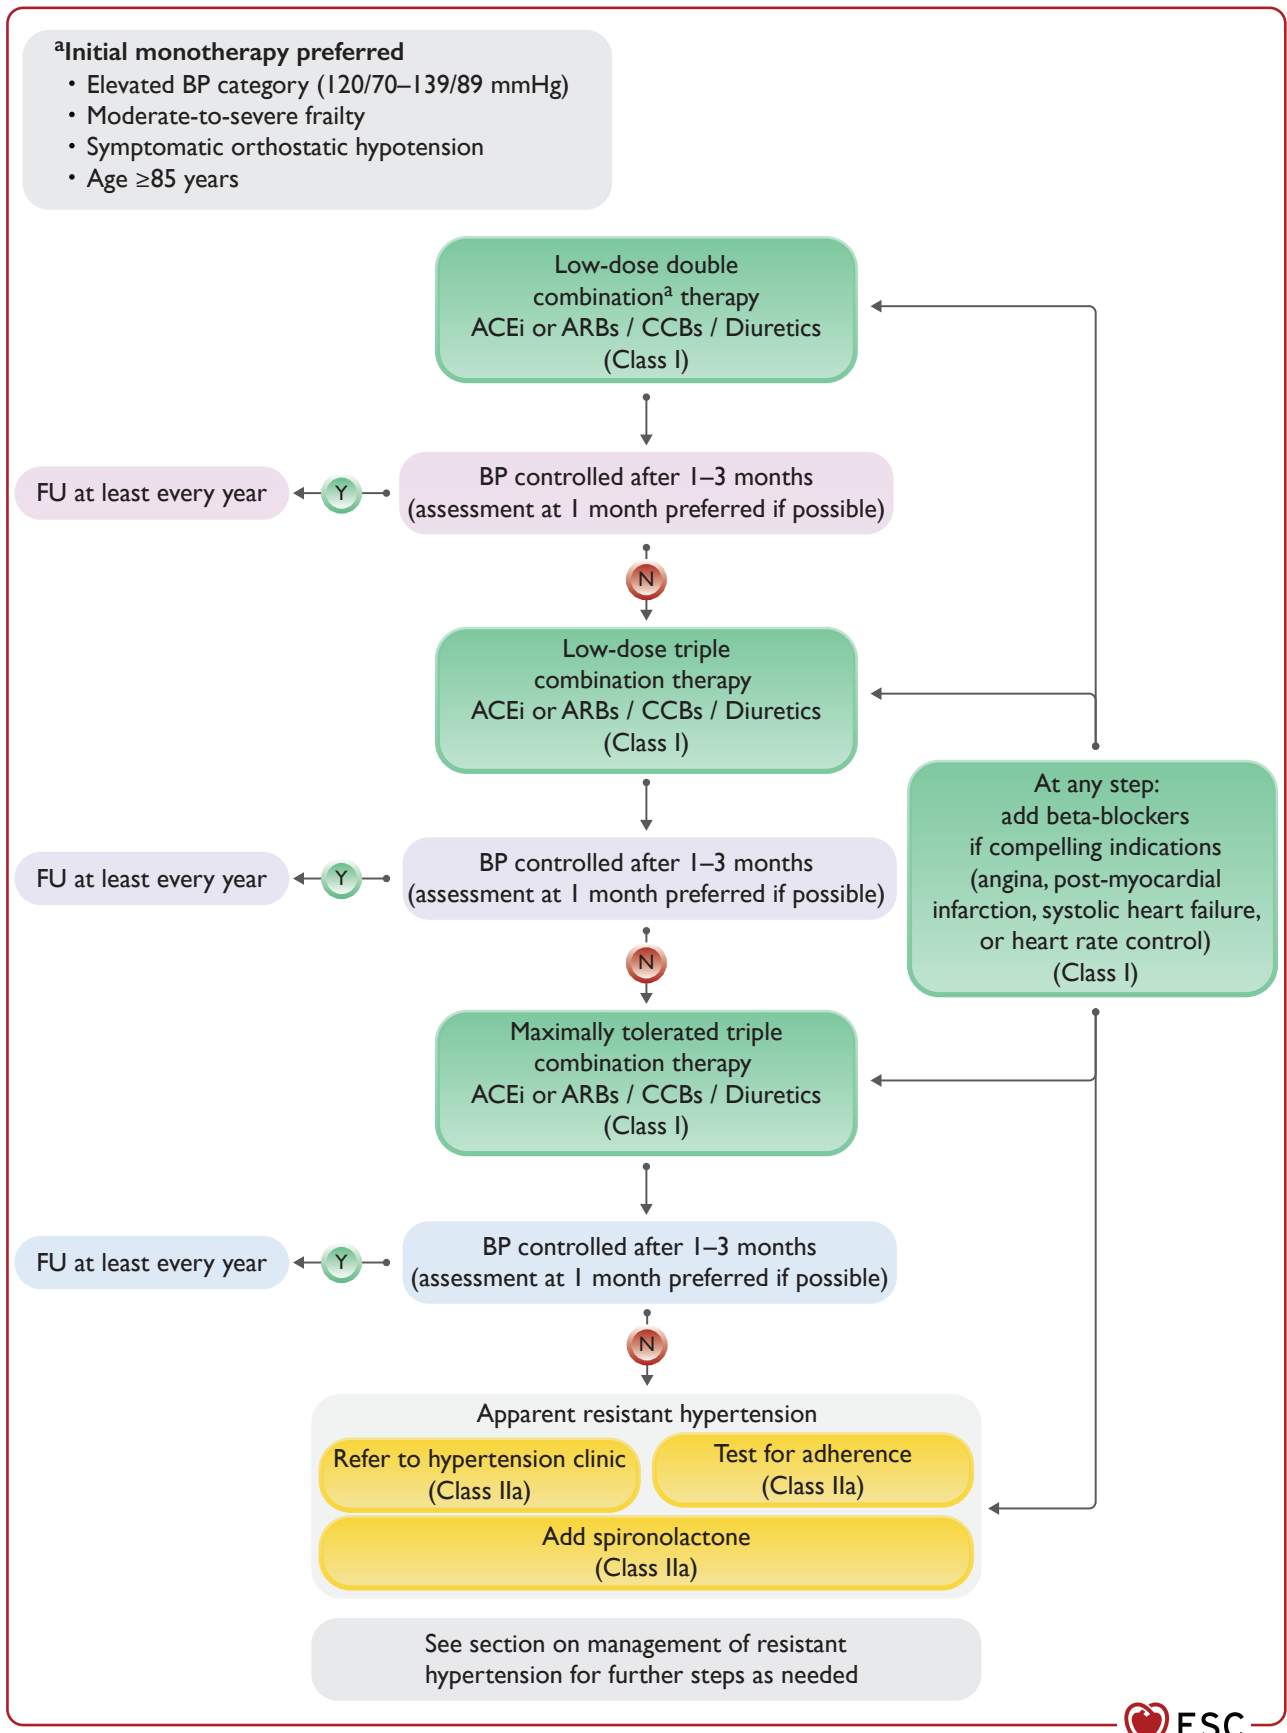 aInitial monotherapy preferred
• Elevated BP category (120/70–139/89 mmHg)
• Moderate-to-severe frailty
• Symptomatic orthostatic hypotension
• Age ≥85 years
Low-dose double
combinationa therapy
ACEi or ARBs / CCBs / Diuretics
(Class I)
BP controlled after 1–3 months
(assessment at 1 month preferred if possible)
Y
FU at least every year
N
Low-dose triple
combination therapy
ACEi or ARBs / CCBs / Diuretics
(Class I)
At any step:
add beta-blockers
if compelling indications
(angina, post-myocardial
infarction, systolic heart failure,
or heart rate control)
(Class I)
BP controlled after 1–3 months
(assessment at 1 month preferred if possible)
Y
FU at least every year
N
Maximally tolerated triple
combination therapy
ACEi or ARBs / CCBs / Diuretics
(Class I)
BP controlled after 1–3 months
(assessment at 1 month preferred if possible)
Y
FU at least every year
N
Apparent resistant hypertension
Refer to hypertension clinic
(Class IIa)
Test for adherence
(Class IIa)
Add spironolactone
(Class IIa)
See section on management of resistant
hypertension for further steps as needed
ESC